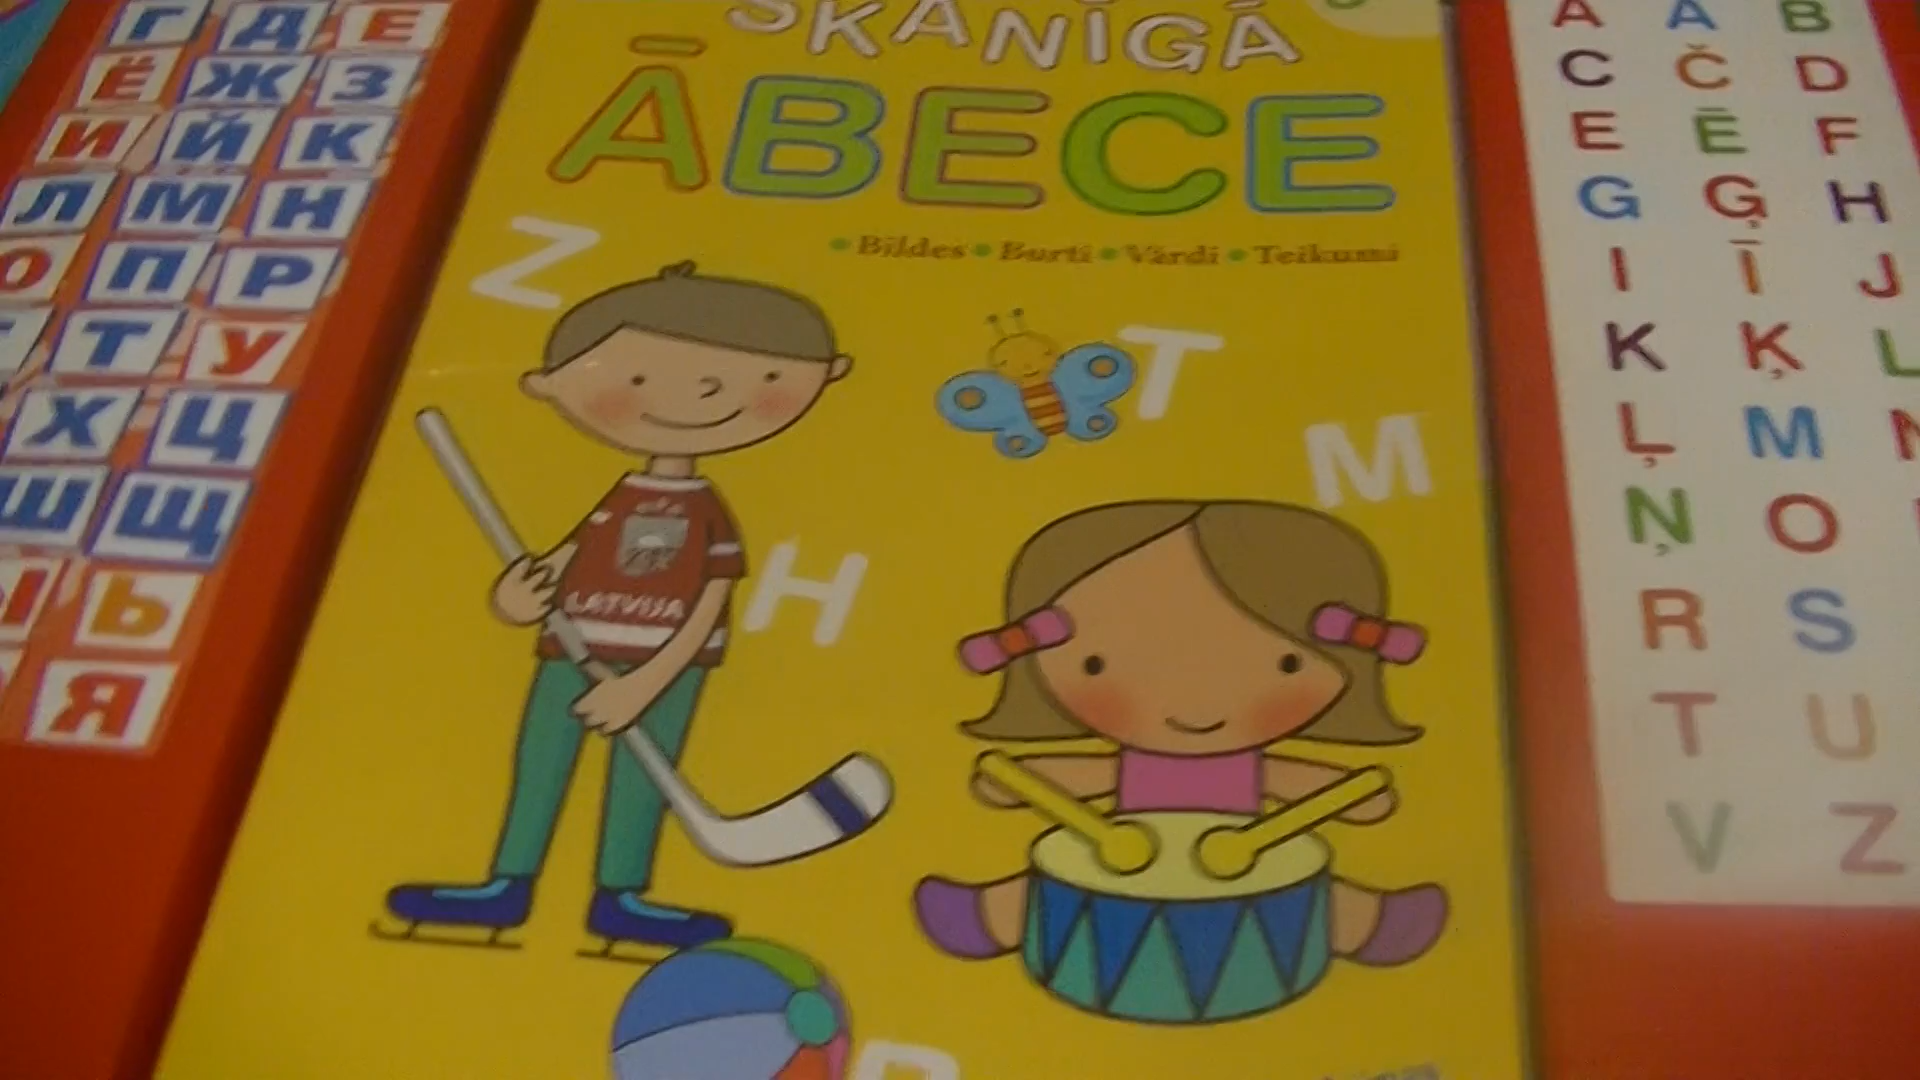 Г Д Е
Ё Ж З
И Й К
Л М Н
О П Р
Т У
Х Ц
Ш Щ
Ы Ь
Я
SKANĪGĀ
ĀBECE
• Bildes • Burti • Vārdi • Teikumi
Z
T
M
H
LATVIJA
A Ā B
C Č D
E Ē F
G Ģ H
I Ī J
K Ķ L
Ļ M N
Ņ O
R S
T U
V Z